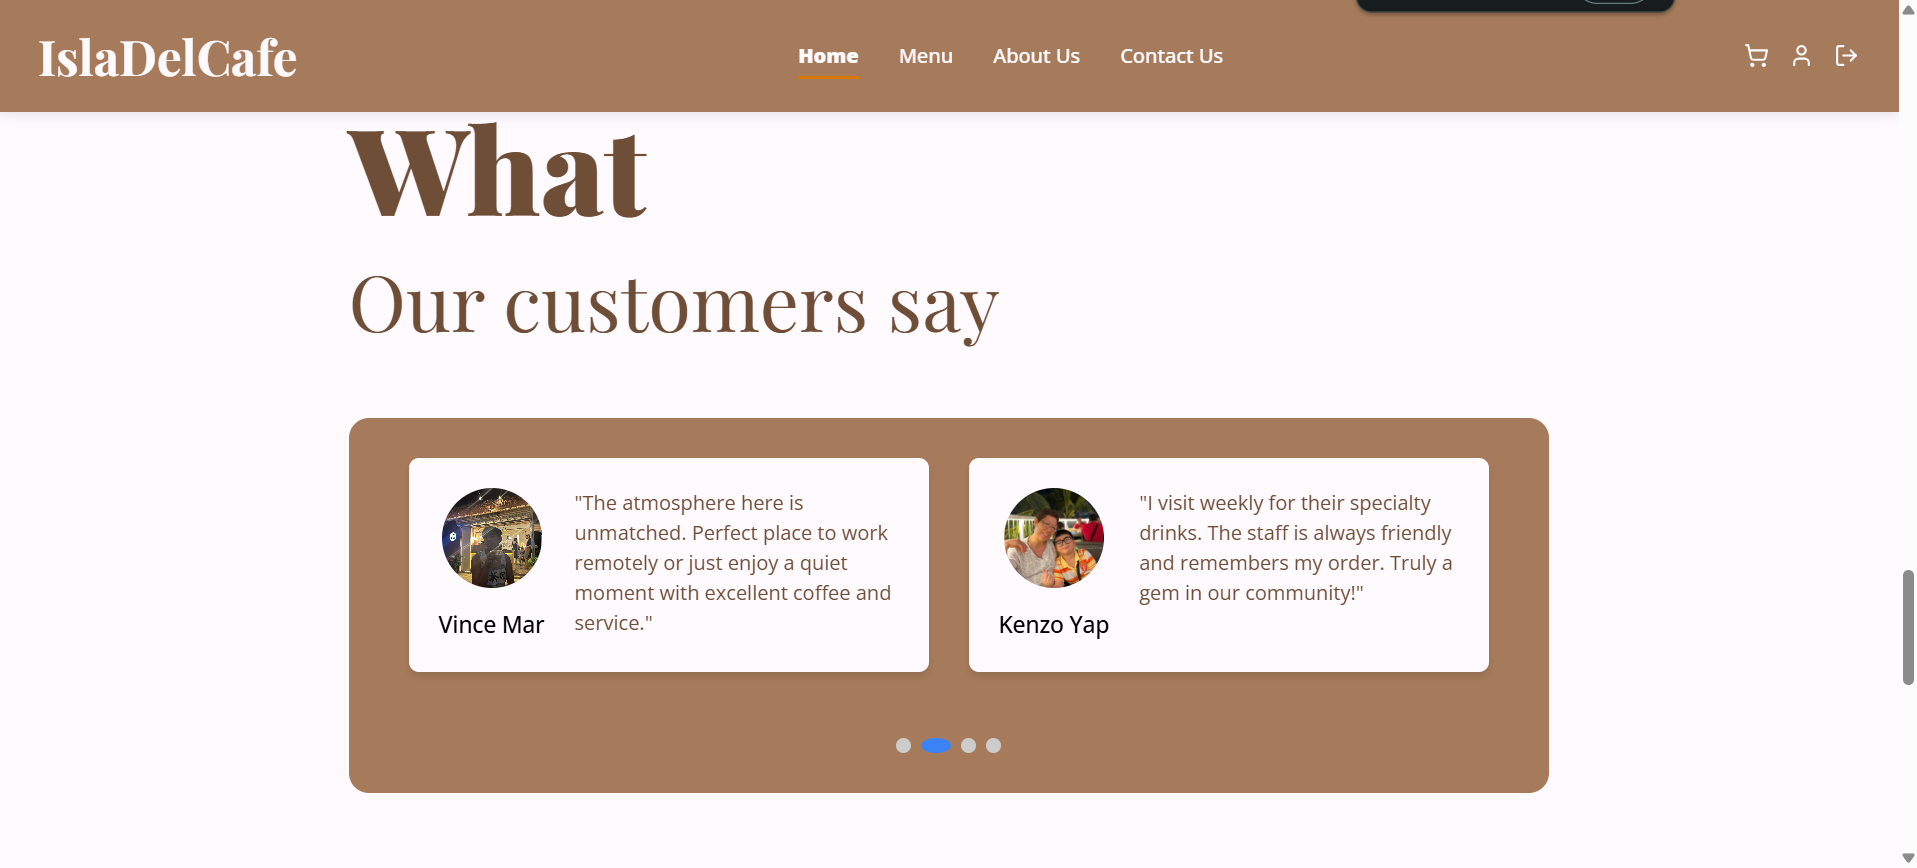 IslaDelCafe
Home
Menu
About Us
Contact Us
What
Our customers say
"The atmosphere here is
unmatched. Perfect place to work
remotely or just enjoy a quiet
moment with excellent coffee and
service."
Vince Mar
"I visit weekly for their specialty
drinks. The staff is always friendly
and remembers my order. Truly a
gem in our community!"
Kenzo Yap